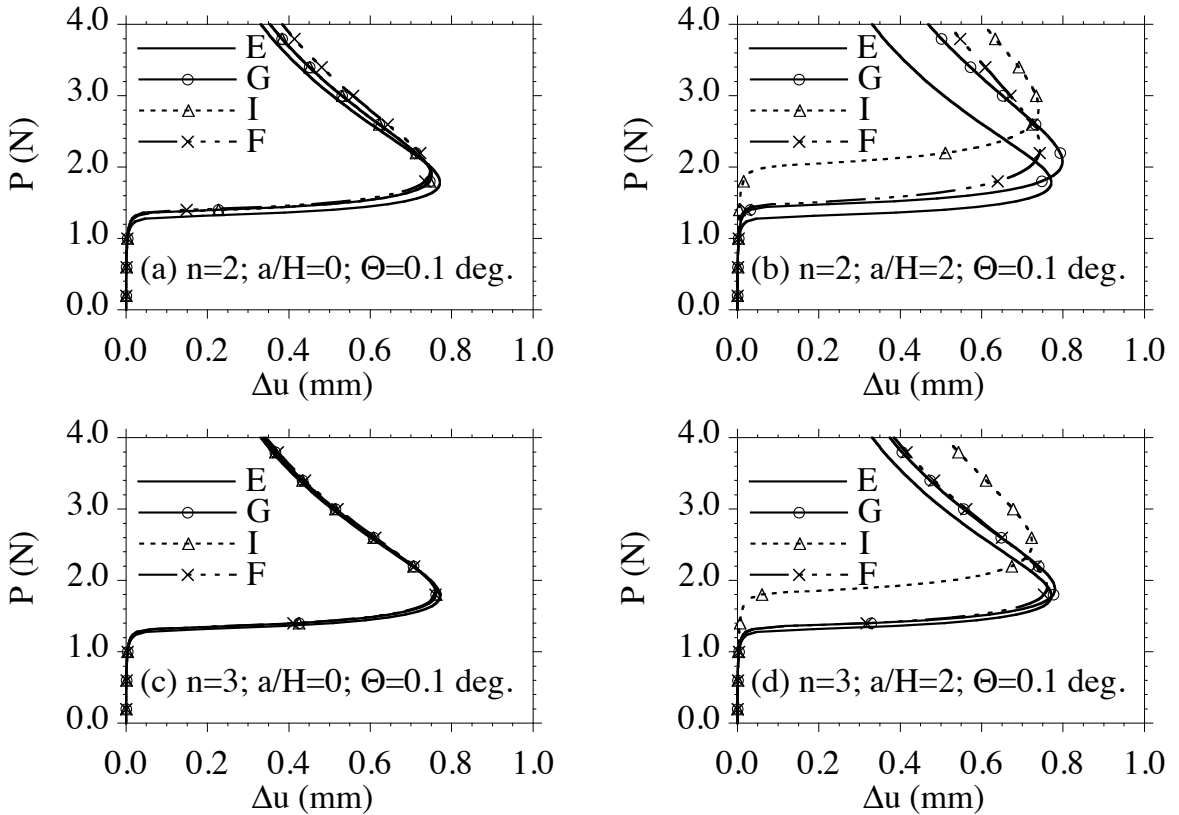 4.0
3.0
2.0
1.0
0.0
P (N)
E
G
I
F
(a) n=2; a/H=0; Θ=0.1 deg.
0.0 0.2 0.4 0.6 0.8 1.0
Δu (mm)
4.0
3.0
2.0
1.0
0.0
P (N)
E
G
I
F
(b) n=2; a/H=2; Θ=0.1 deg.
0.0 0.2 0.4 0.6 0.8 1.0
Δu (mm)
4.0
3.0
2.0
1.0
0.0
P (N)
E
G
I
F
(c) n=3; a/H=0; Θ=0.1 deg.
0.0 0.2 0.4 0.6 0.8 1.0
Δu (mm)
4.0
3.0
2.0
1.0
0.0
P (N)
E
G
I
F
(d) n=3; a/H=2; Θ=0.1 deg.
0.0 0.2 0.4 0.6 0.8 1.0
Δu (mm)